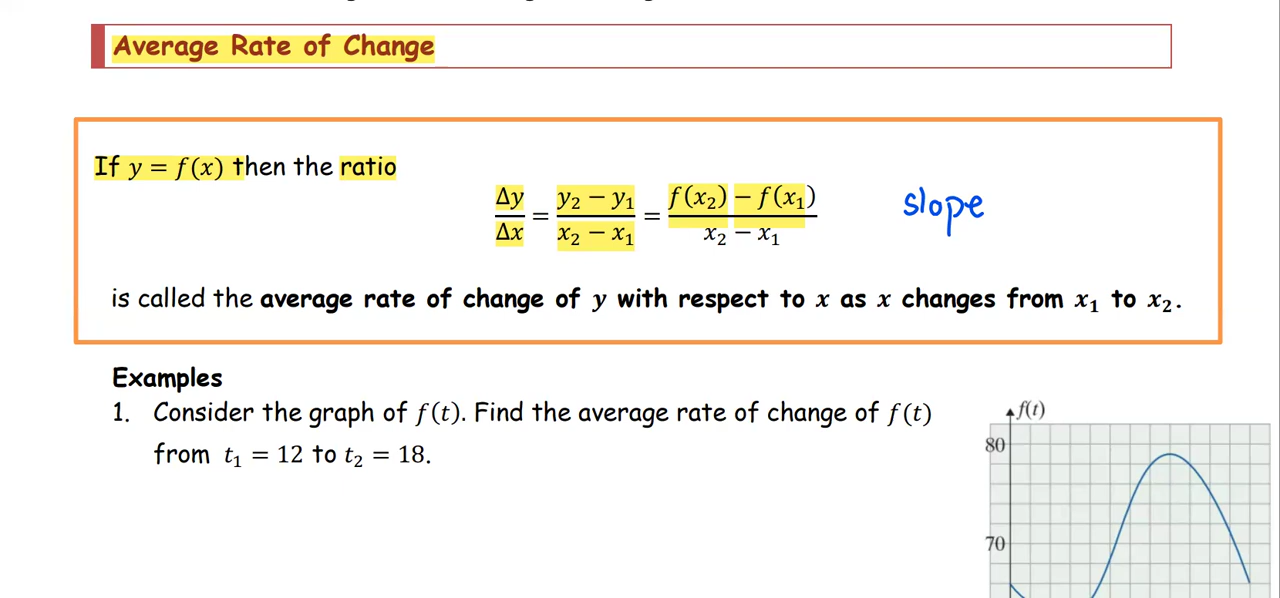 Average Rate of Change
If y = f(x) then the ratio
Δy/Δx = (y₂ − y₁)/(x₂ − x₁) = (f(x₂) − f(x₁))/(x₂ − x₁)
slope
is called the average rate of change of y with respect to x as x changes from x₁ to x₂.
Examples
1. Consider the graph of f(t). Find the average rate of change of f(t)
from t₁ = 12 to t₂ = 18.
f(t)
80
70